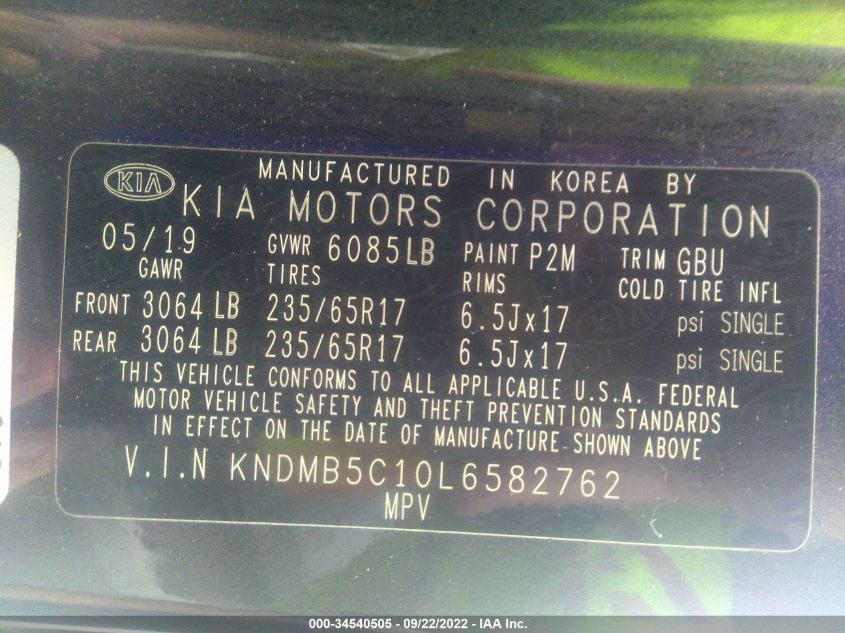 KIA
MANUFACTURED IN KOREA BY
KIA MOTORS CORPORATION
05/19 GVWR 6085LB PAINT P2M TRIM GBU
GAWR TIRES RIMS COLD TIRE INFL
FRONT 3064 LB 235/65R17 6.5Jx17 psi SINGLE
REAR 3064 LB 235/65R17 6.5Jx17 psi SINGLE
THIS VEHICLE CONFORMS TO ALL APPLICABLE U.S.A. FEDERAL
MOTOR VEHICLE SAFETY AND THEFT PREVENTION STANDARDS
IN EFFECT ON THE DATE OF MANUFACTURE SHOWN ABOVE
V.I.N KNDMB5C10L6582762
MPV
000-34540505 - 09/22/2022 - IAA Inc.